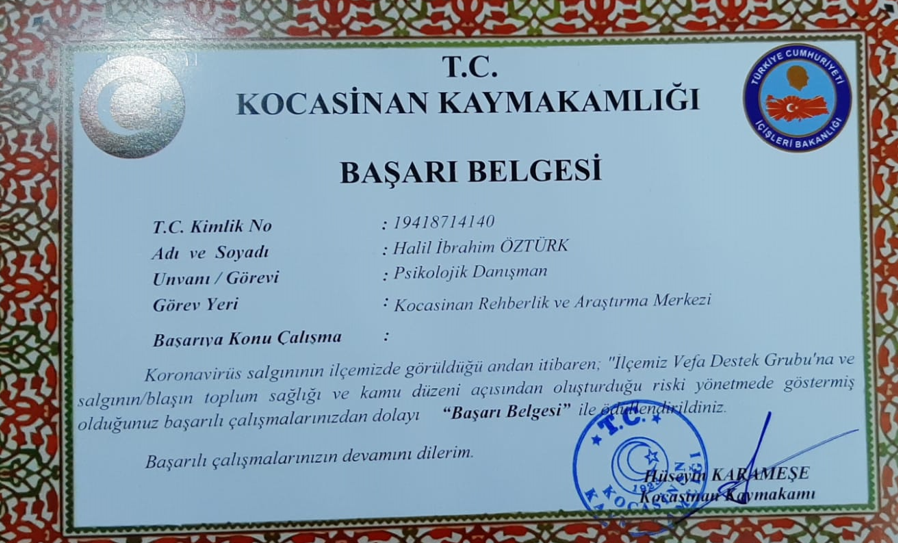 T.C.
KOCASİNAN KAYMAKAMLIĞI
TÜRKİYE CUMHURİYETİ
İÇİŞLERİ BAKANLIĞI
BAŞARI BELGESİ
T.C. Kimlik No : 19418714140
Adı ve Soyadı : Halil İbrahim ÖZTÜRK
Unvanı / Görevi : Psikolojik Danışman
Görev Yeri : Kocasinan Rehberlik ve Araştırma Merkezi
Başarıya Konu Çalışma :
Koronavirüs salgınının ilçemizde görüldüğü andan itibaren; "İlçemiz Vefa Destek Grubu'na ve
salgının/blaşın toplum sağlığı ve kamu düzeni açısından oluşturduğu riski yönetmede göstermiş
olduğunuz başarılı çalışmalarınızdan dolayı “Başarı Belgesi” ile ödüllendirildiniz.
Başarılı çalışmalarınızın devamını dilerim.
T.C.
KOCASİNAN
Hüseyin KARAMEŞE
Kocasinan Kaymakamı